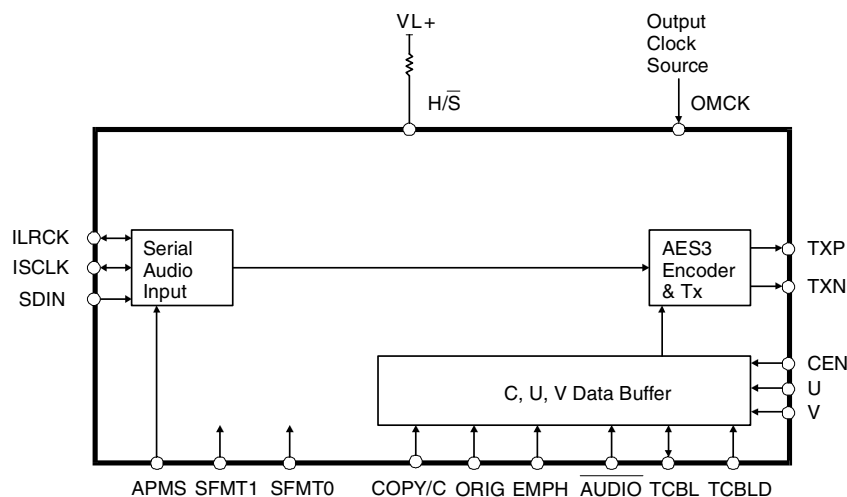 VL+
Output
Clock
Source
H/S̅
OMCK
ILRCK
ISCLK
SDIN
Serial
Audio
Input
AES3
Encoder
& Tx
TXP
TXN
C, U, V Data Buffer
CEN
U
V
APMS
SFMT1
SFMT0
COPY/C
ORIG
EMPH
A̅U̅D̅I̅O̅
TCBL
TCBLD